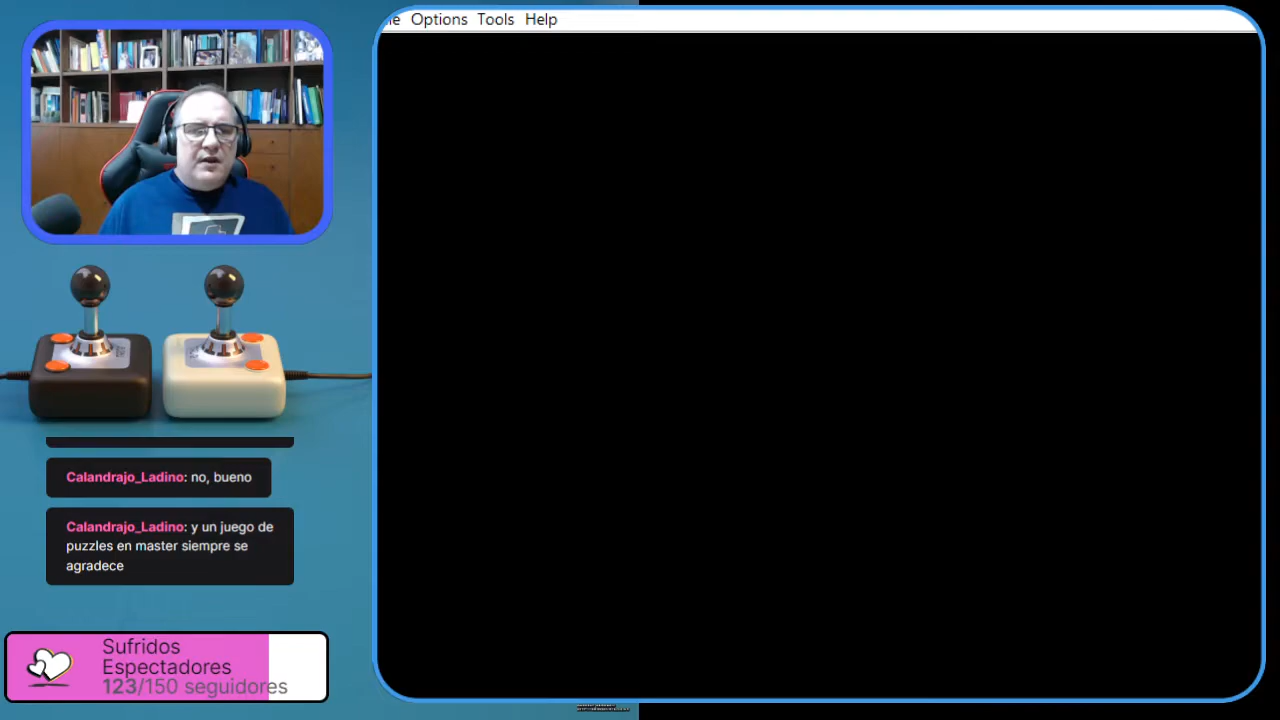 Options Tools Help
Calandrajo_Ladino: no, bueno
Calandrajo_Ladino: y un juego de
puzzles en master siempre se
agradece
Sufridos
Espectadores
123/150 seguidores